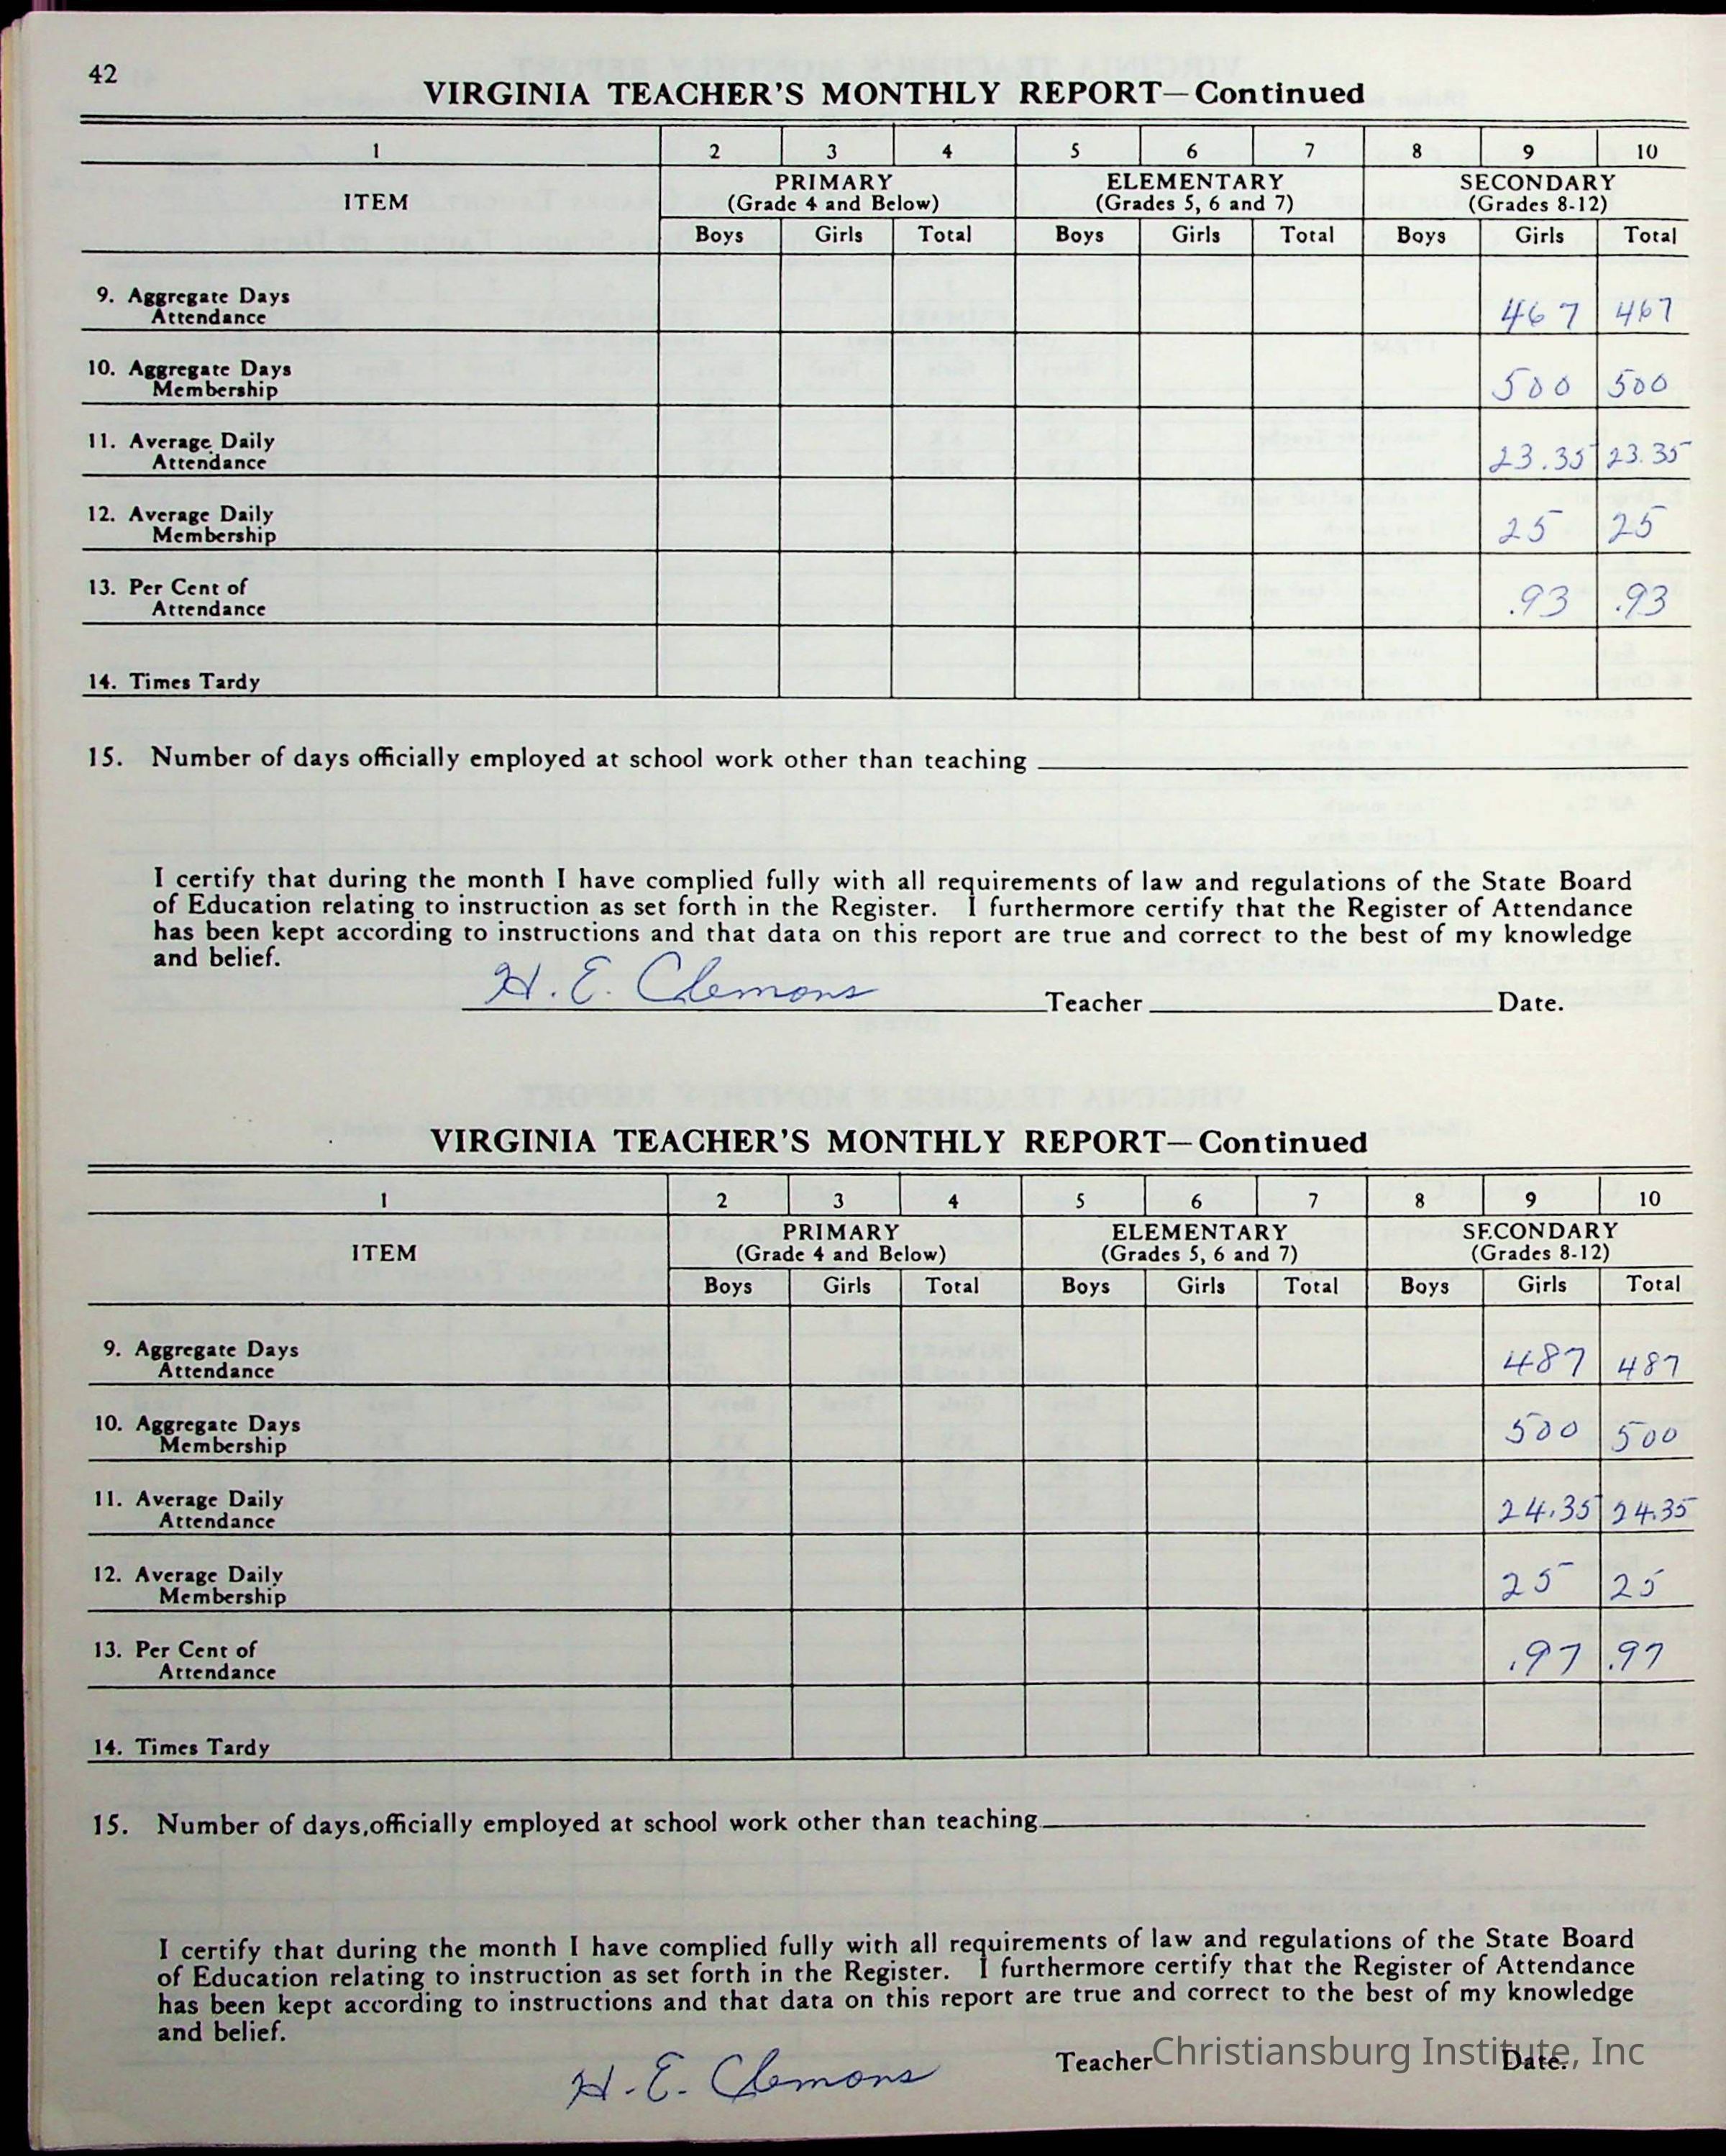 42
VIRGINIA TEACHER'S MONTHLY REPORT—Continued
1 2 3 4 5 6 7 8 9 10
ITEM PRIMARY (Grade 4 and Below) ELEMENTARY (Grades 5, 6 and 7) SECONDARY (Grades 8-12)
Boys Girls Total Boys Girls Total Boys Girls Total
9. Aggregate Days
Attendance 467 467
10. Aggregate Days
Membership 500 500
11. Average Daily
Attendance 23.35 23.35
12. Average Daily
Membership 25 25
13. Per Cent of
Attendance .93 .93
14. Times Tardy
15. Number of days officially employed at school work other than teaching
I certify that during the month I have complied fully with all requirements of law and regulations of the State Board
of Education relating to instruction as set forth in the Register. I furthermore certify that the Register of Attendance
has been kept according to instructions and that data on this report are true and correct to the best of my knowledge
and belief.
H. E. Clemons Teacher Date.
VIRGINIA TEACHER'S MONTHLY REPORT—Continued
1 2 3 4 5 6 7 8 9 10
ITEM PRIMARY (Grade 4 and Below) ELEMENTARY (Grades 5, 6 and 7) SECONDARY (Grades 8-12)
Boys Girls Total Boys Girls Total Boys Girls Total
9. Aggregate Days
Attendance 487 487
10. Aggregate Days
Membership 500 500
11. Average Daily
Attendance 24.35 24.35
12. Average Daily
Membership 25 25
13. Per Cent of
Attendance .97 .97
14. Times Tardy
15. Number of days officially employed at school work other than teaching
I certify that during the month I have complied fully with all requirements of law and regulations of the State Board
of Education relating to instruction as set forth in the Register. I furthermore certify that the Register of Attendance
has been kept according to instructions and that data on this report are true and correct to the best of my knowledge
and belief.
H. E. Clemons Teacher Date.
Christiansburg Institute, Inc